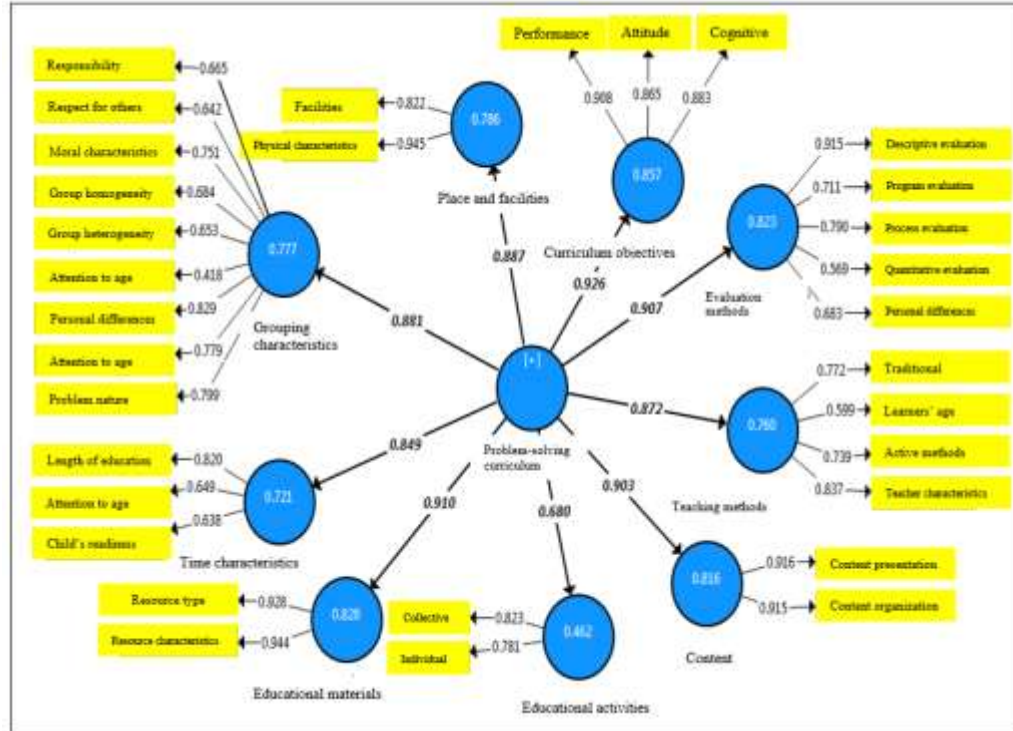 Performance
Attitude
Cognitive
0.908
0.865
0.883
0.857
Curriculum objectives
Responsibility
Respect for others
Moral characteristics
Group homogeneity
Group heterogeneity
Attention to age
Personal differences
Attention to age
Problem nature
0.665
0.642
0.751
0.684
0.653
0.418
0.829
0.779
0.799
0.777
Grouping
characteristics
Facilities
Physical characteristics
0.822
0.945
0.786
Place and facilities
Descriptive evaluation
Program evaluation
Process evaluation
Quantitative evaluation
Personal differences
0.915
0.711
0.790
0.569
0.683
0.823
Evaluation
methods
0.887
0.926
0.907
0.881
0.872
0.849
0.910
0.680
0.903
[+]
Problem-solving
curriculum
Traditional
Learners' age
Active methods
Teacher characteristics
0.772
0.599
0.739
0.837
0.760
Teaching methods
Length of education
Attention to age
Child's readiness
0.820
0.649
0.638
0.721
Time characteristics
Resource type
Resource characteristics
0.928
0.944
0.828
Educational materials
Collective
Individual
0.823
0.781
0.462
Educational activities
Content presentation
Content organization
0.916
0.915
0.816
Content